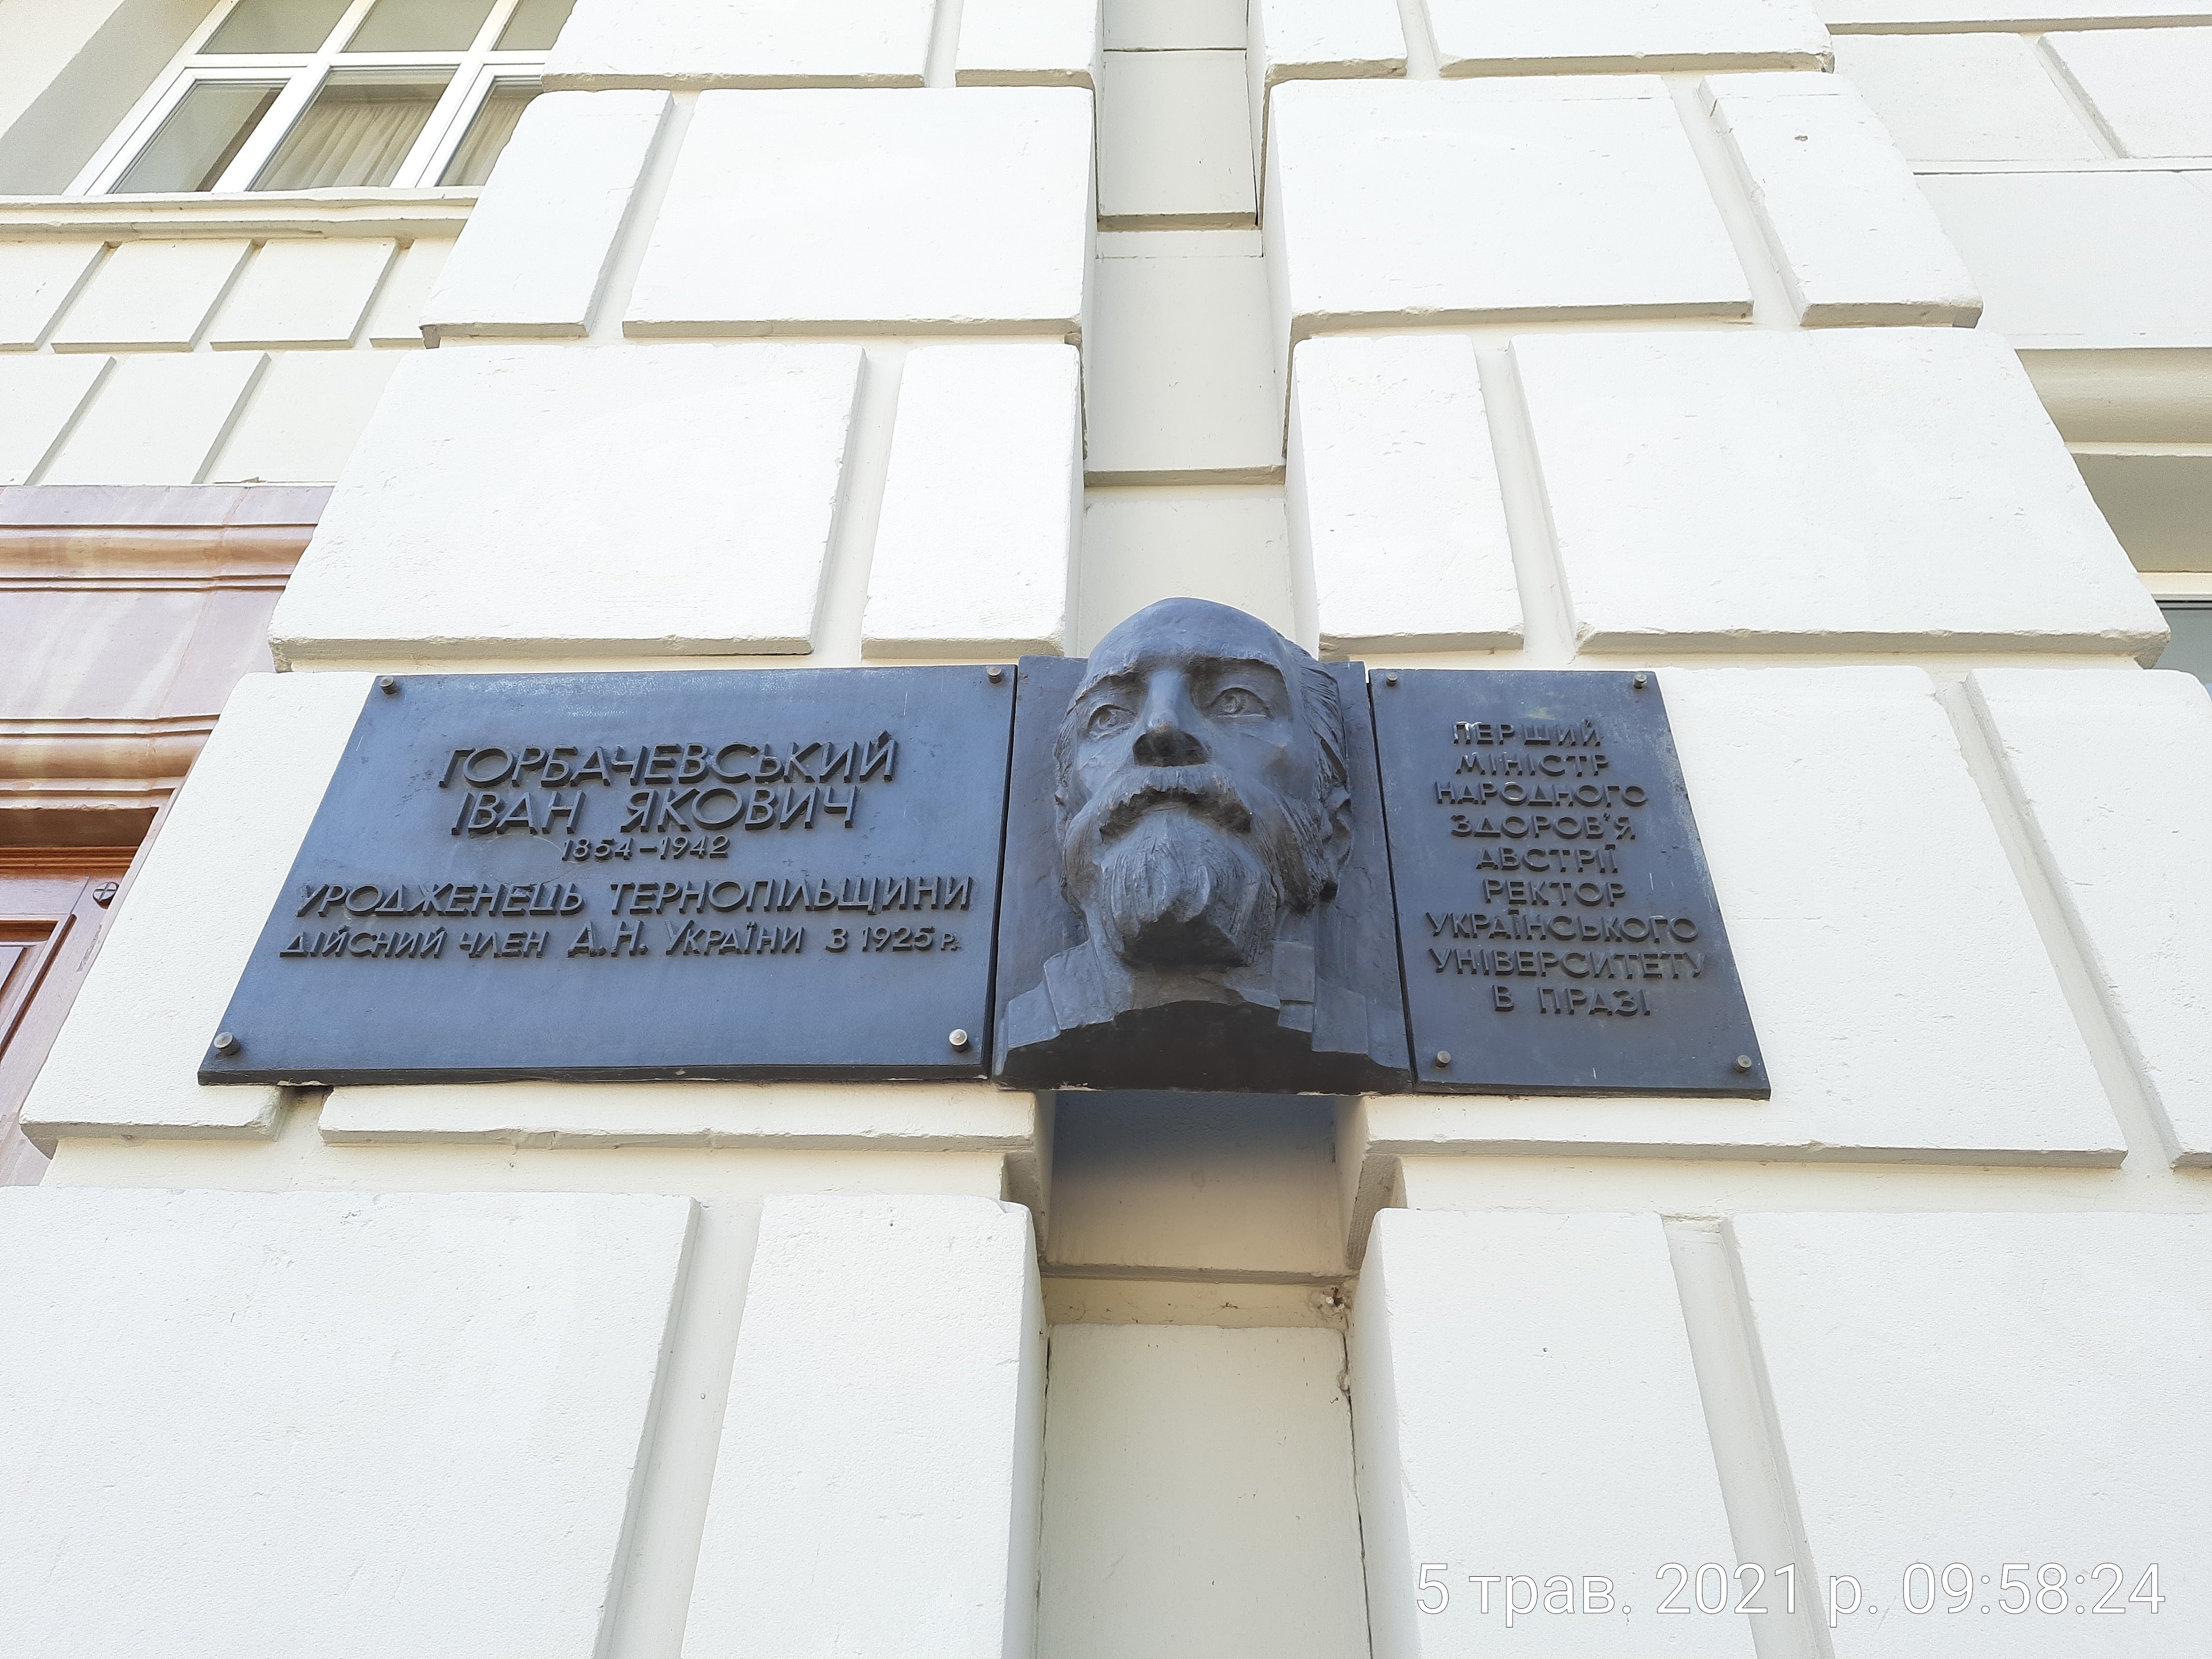 ГОРБАЧЕВСЬКИЙ
ІВАН ЯКОВИЧ
1854-1942
УРОДЖЕНЕЦЬ ТЕРНОПІЛЬЩИНИ
ДІЙСНИЙ ЧЛЕН А.Н. УКРАЇНИ З 1925 Р.
ПЕРШИЙ
МІНІСТР
НАРОДНОГО
ЗДОРОВ'Я
АВСТРІЇ
РЕКТОР
УКРАЇНСЬКОГО
УНІВЕРСИТЕТУ
В ПРАЗІ
5 трав. 2021 р. 09:58:24